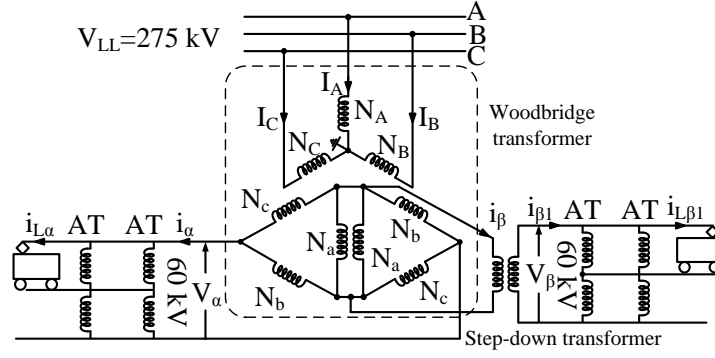 A
V_LL=275 kV
B
C
I_A
Woodbridge
transformer
I_C
N_A
I_B
N_C
N_B
N_c
i_Lα
AT
AT
i_α
N_a
N_b
i_β
i_β1
AT
AT
i_Lβ1
60 kV
V_α
N_b
N_a
N_c
V_β
60 kV
Step-down transformer